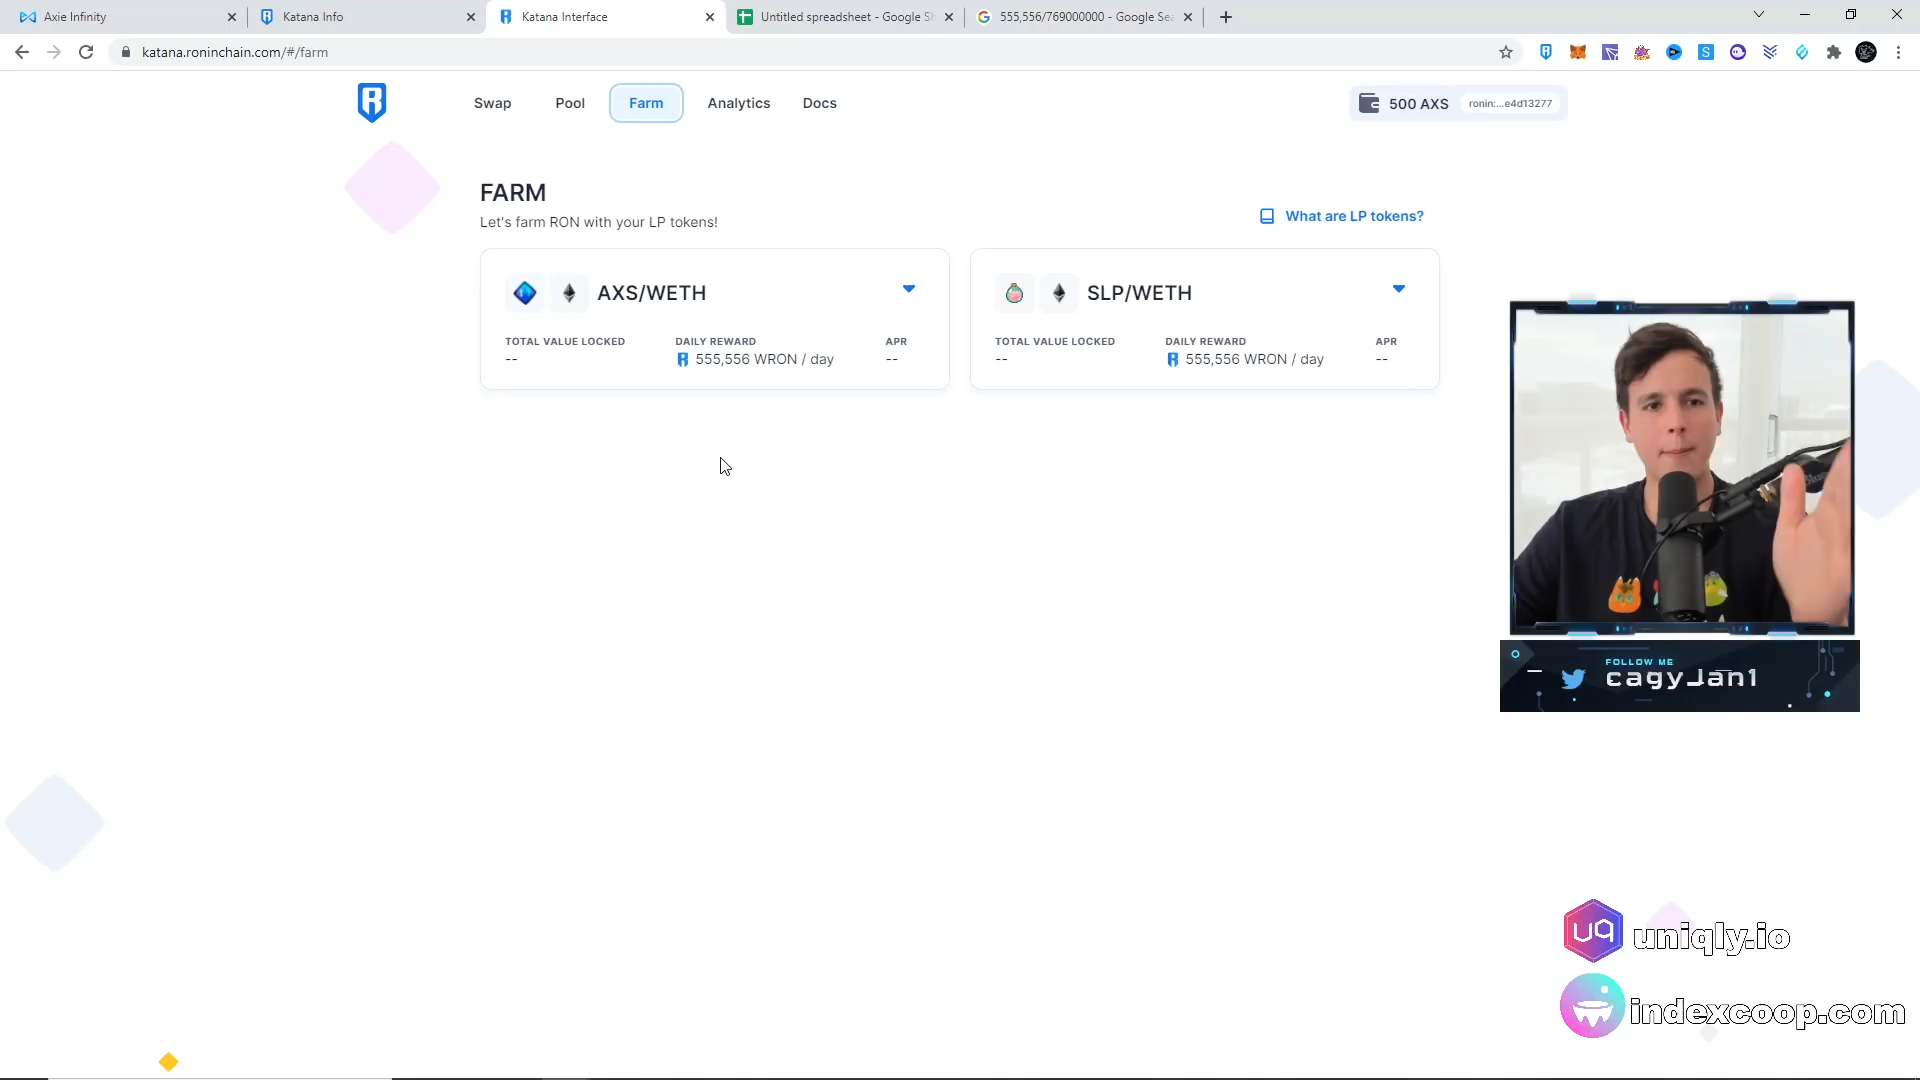 Axie Infinity
Katana Info
Katana Interface
Untitled spreadsheet - Google Sh
555,556/769000000 - Google Sea
katana.roninchain.com/#/farm
Swap
Pool
Farm
Analytics
Docs
500 AXS
ronin:...e4d13277
FARM
Let's farm RON with your LP tokens!
What are LP tokens?
AXS/WETH
TOTAL VALUE LOCKED
DAILY REWARD
APR
--
555,556 WRON / day
--
SLP/WETH
TOTAL VALUE LOCKED
DAILY REWARD
APR
--
555,556 WRON / day
--
FOLLOW ME
cagyJan1
uq
uniqly.io
indexcoop.com